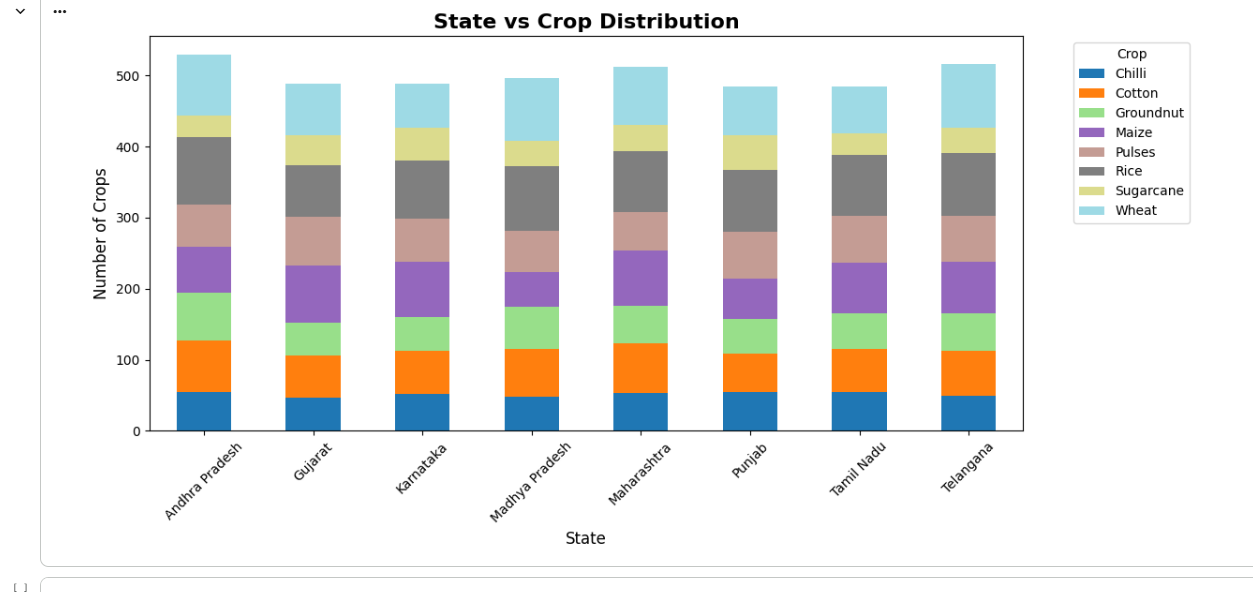 ...
State vs Crop Distribution
Number of Crops
500
400
300
200
100
0
Andhra Pradesh
Gujarat
Karnataka
Madhya Pradesh
Maharashtra
Punjab
Tamil Nadu
Telangana
State
Crop
Chilli
Cotton
Groundnut
Maize
Pulses
Rice
Sugarcane
Wheat
[ ]